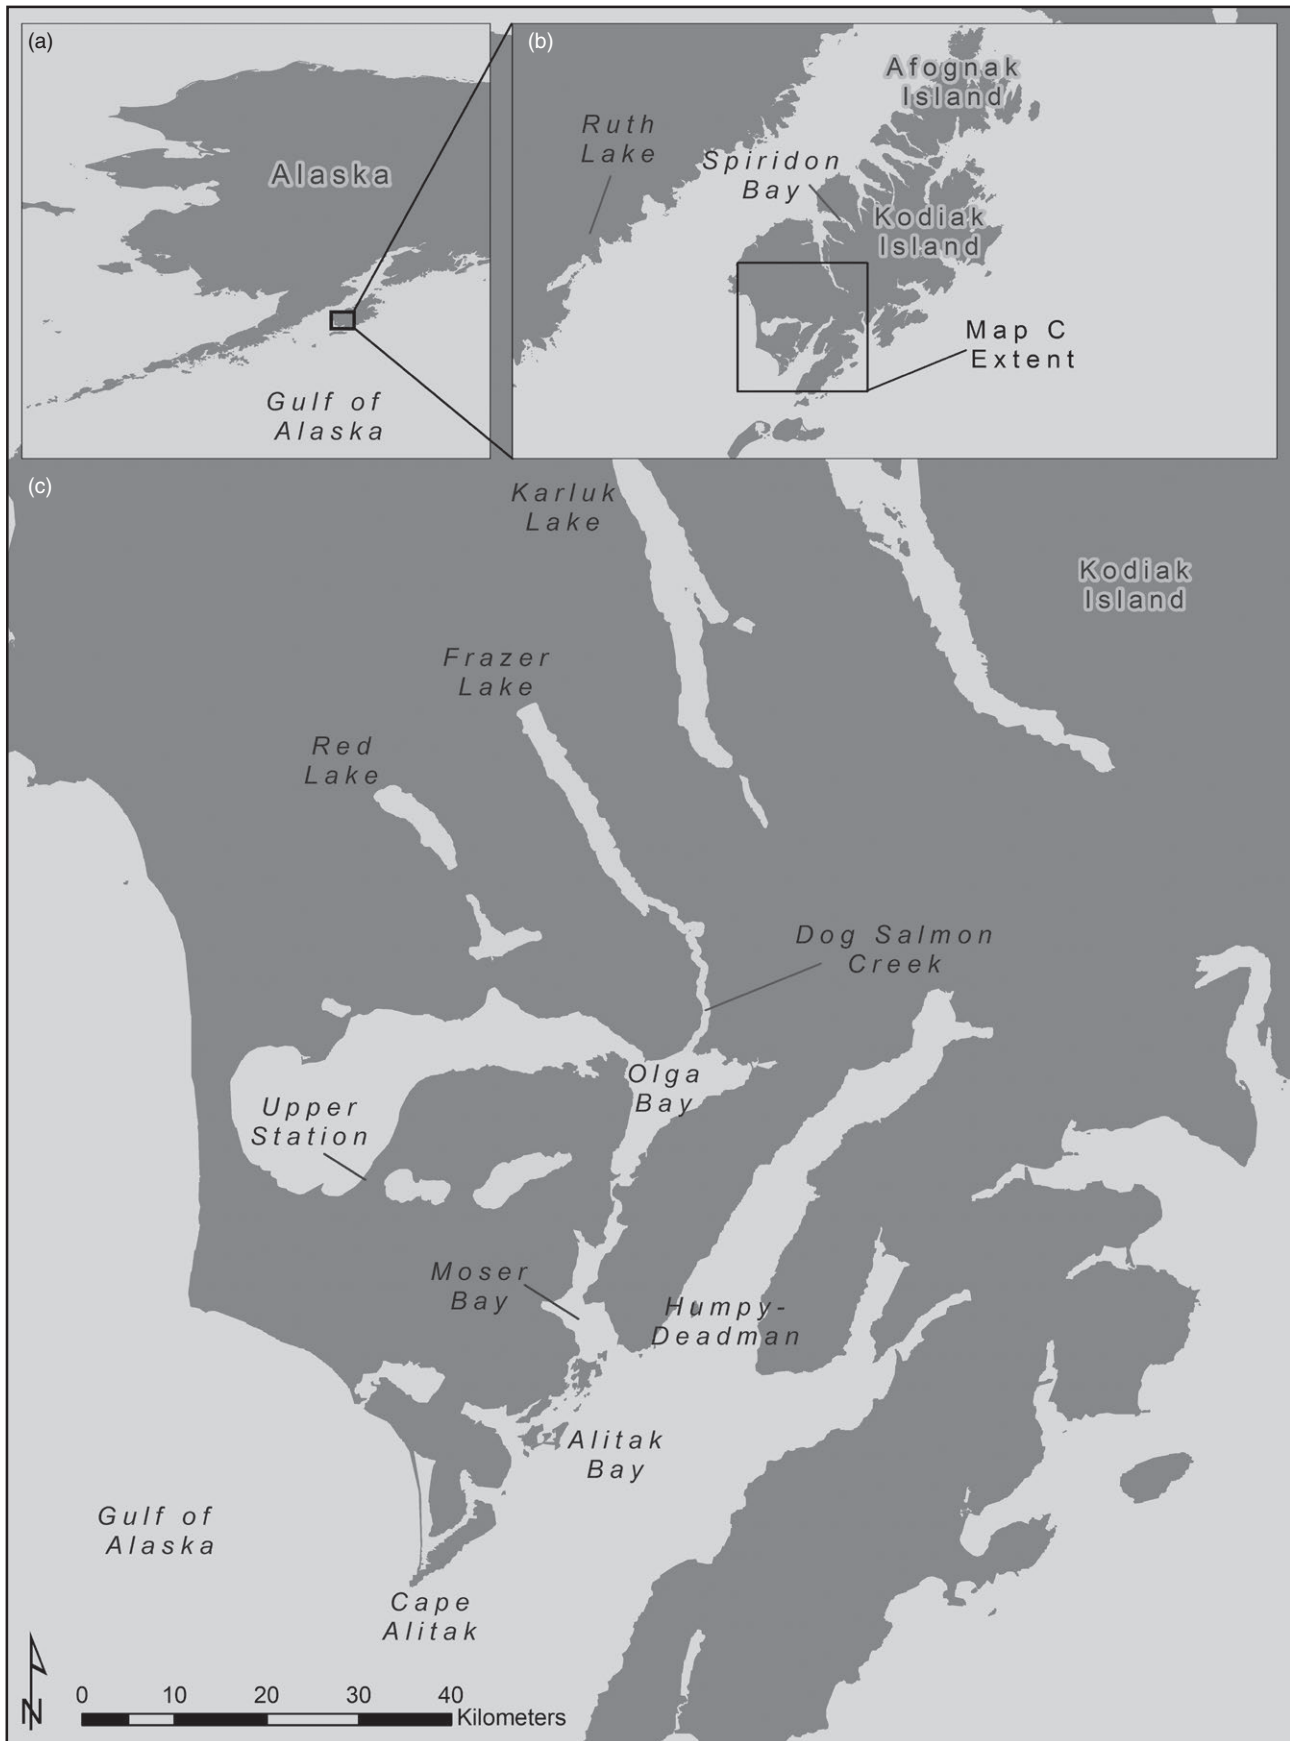 (a)
Alaska
Gulf of
Alaska
(b)
Afognak
Island
Ruth
Lake
Spiridon
Bay
Kodiak
Island
Map C
Extent
(c)
Karluk
Lake
Kodiak
Island
Frazer
Lake
Red
Lake
Dog Salmon
Creek
Olga
Bay
Upper
Station
Moser
Bay
Humpy-
Deadman
Alitak
Bay
Gulf of
Alaska
Cape
Alitak
N
0 10 20 30 40
Kilometers